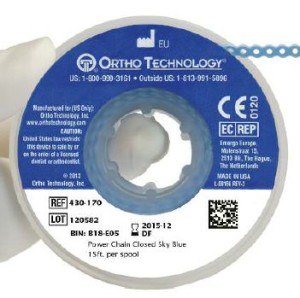 EU
ORTHO TECHNOLOGY®
US: 1-800-999-3161 • Outside US: 1-813-991-5896
Manufactured for (US Only):
Ortho Technology, Inc.
www.orthotechnology.com
CAUTION
United States law restricts
this device to sale by or
on the order of a licensed
dentist or orthodontist.
© 2013
Ortho Technology, Inc.
CE 0120
EC REP
Emergo Europe,
Molenstraat 15,
2513 BH, The Hague,
The Netherlands
MADE IN USA
REF 430-170
LOT 120582
2015-12
BIN: B18-E05
DF
Power Chain Closed Sky Blue
15ft. per spool